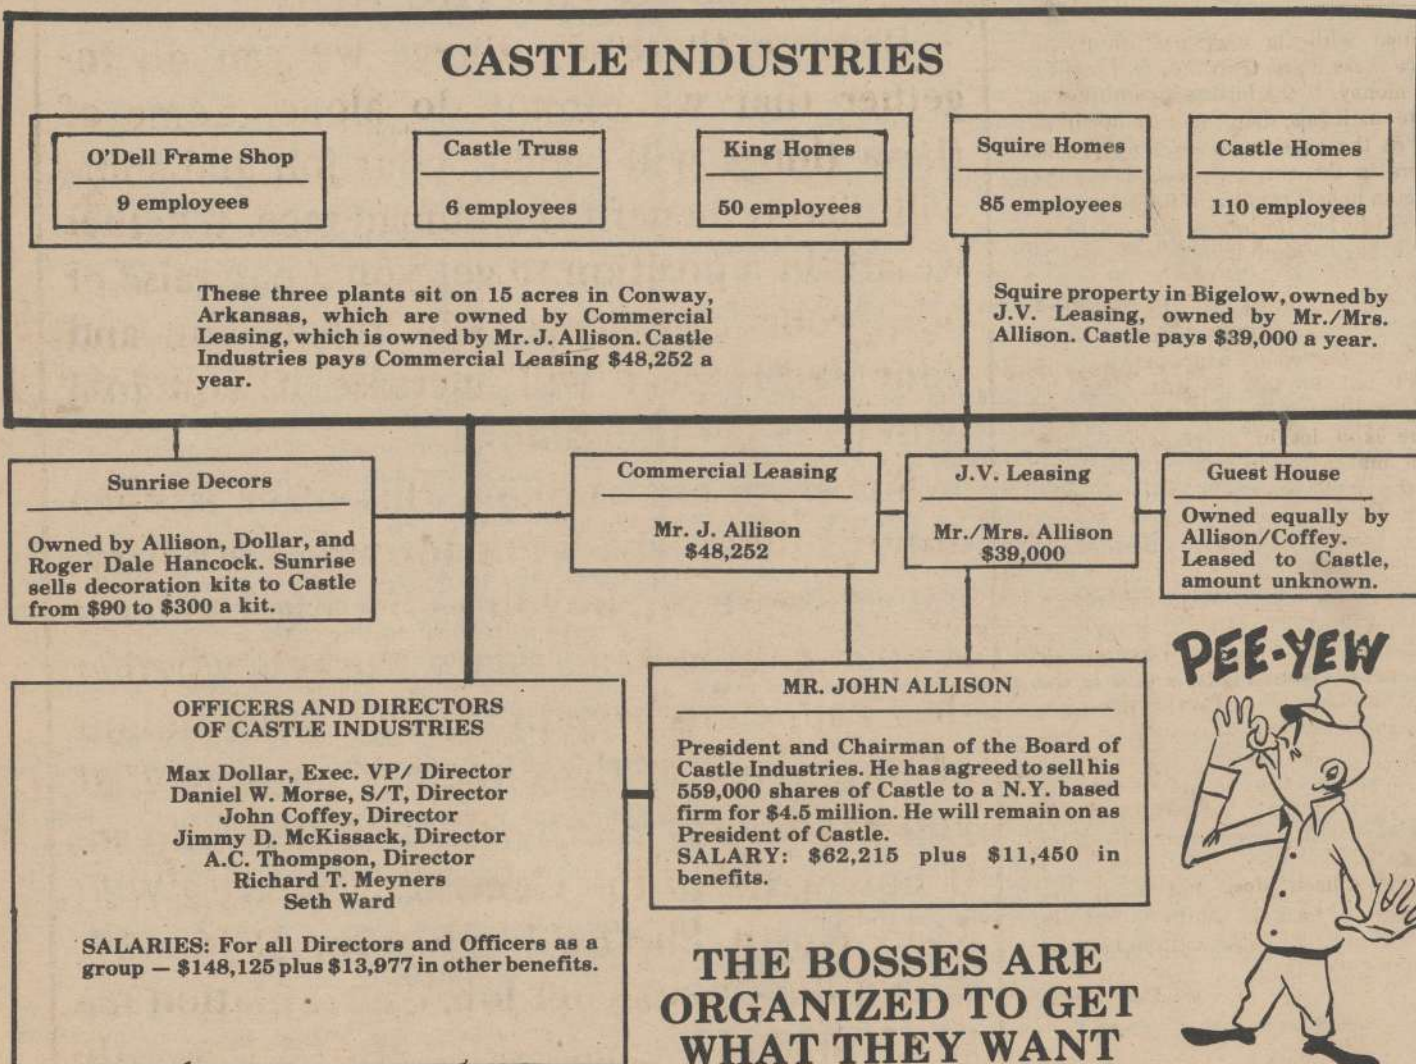 CASTLE INDUSTRIES
O'Dell Frame Shop
9 employees
Castle Truss
6 employees
King Homes
50 employees
Squire Homes
85 employees
Castle Homes
110 employees
These three plants sit on 15 acres in Conway,
Arkansas, which are owned by Commercial
Leasing, which is owned by Mr. J. Allison. Castle
Industries pays Commercial Leasing $48,252 a
year.
Squire property in Bigelow, owned by
J.V. Leasing, owned by Mr./Mrs.
Allison. Castle pays $39,000 a year.
Sunrise Decors
Owned by Allison, Dollar, and
Roger Dale Hancock. Sunrise
sells decoration kits to Castle
from $90 to $300 a kit.
Commercial Leasing
Mr. J. Allison
$48,252
J.V. Leasing
Mr./Mrs. Allison
$39,000
Guest House
Owned equally by
Allison/Coffey.
Leased to Castle,
amount unknown.
OFFICERS AND DIRECTORS
OF CASTLE INDUSTRIES
Max Dollar, Exec. VP/ Director
Daniel W. Morse, S/T, Director
John Coffey, Director
Jimmy D. McKissack, Director
A.C. Thompson, Director
Richard T. Meyners
Seth Ward
SALARIES: For all Directors and Officers as a
group — $148,125 plus $13,977 in other benefits.
MR. JOHN ALLISON
President and Chairman of the Board of
Castle Industries. He has agreed to sell his
559,000 shares of Castle to a N.Y. based
firm for $4.5 million. He will remain on as
President of Castle.
SALARY: $62,215 plus $11,450 in
benefits.
PEE-YEW
THE BOSSES ARE
ORGANIZED TO GET
WHAT THEY WANT